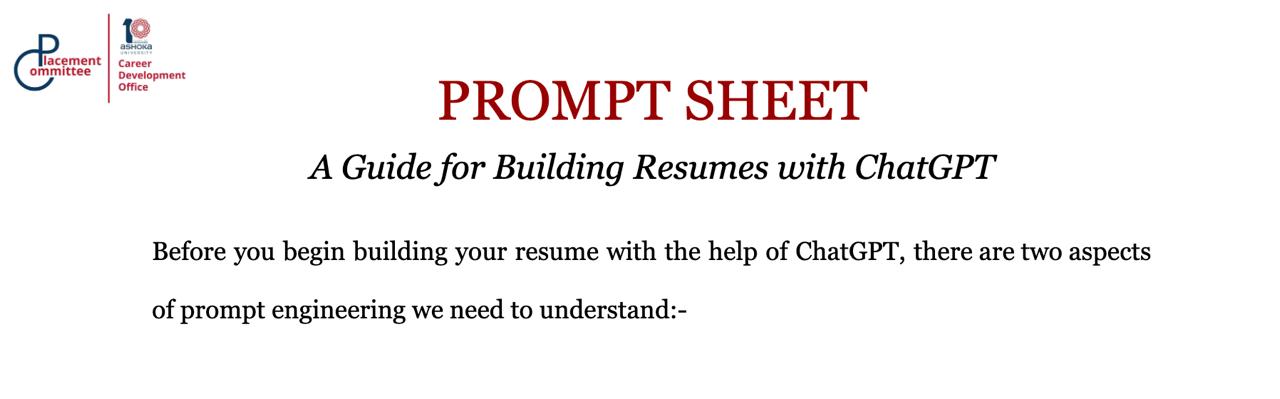 Placement
Committee
10
ASHOKA
UNIVERSITY
Career
Development
Office
PROMPT SHEET
A Guide for Building Resumes with ChatGPT
Before you begin building your resume with the help of ChatGPT, there are two aspects
of prompt engineering we need to understand:-